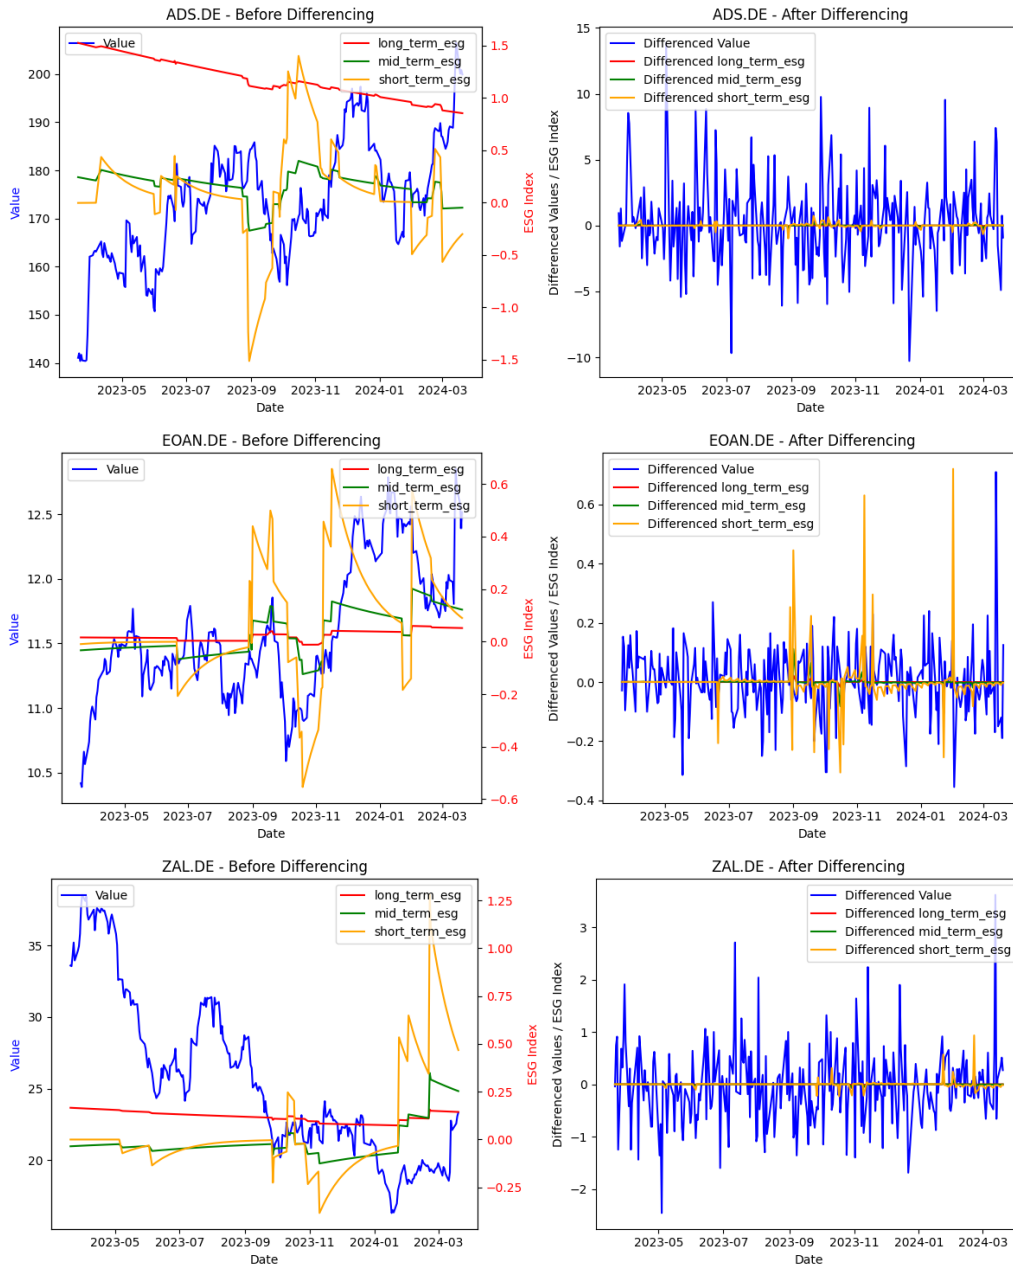 ADS.DE - Before Differencing
Value
long_term_esg
mid_term_esg
short_term_esg
200
190
180
170
160
150
140
Value
1.5
1.0
0.5
0.0
−0.5
−1.0
−1.5
ESG Index
2023-05 2023-07 2023-09 2023-11 2024-01 2024-03
Date
ADS.DE - After Differencing
Differenced Value
Differenced long_term_esg
Differenced mid_term_esg
Differenced short_term_esg
15
10
5
0
−5
−10
Differenced Values / ESG Index
2023-05 2023-07 2023-09 2023-11 2024-01 2024-03
Date
EOAN.DE - Before Differencing
Value
long_term_esg
mid_term_esg
short_term_esg
12.5
12.0
11.5
11.0
10.5
Value
0.6
0.4
0.2
0.0
−0.2
−0.4
−0.6
ESG Index
2023-05 2023-07 2023-09 2023-11 2024-01 2024-03
Date
EOAN.DE - After Differencing
Differenced Value
Differenced long_term_esg
Differenced mid_term_esg
Differenced short_term_esg
0.6
0.4
0.2
0.0
−0.2
−0.4
Differenced Values / ESG Index
2023-05 2023-07 2023-09 2023-11 2024-01 2024-03
Date
ZAL.DE - Before Differencing
Value
long_term_esg
mid_term_esg
short_term_esg
35
30
25
20
Value
1.25
1.00
0.75
0.50
0.25
0.00
−0.25
ESG Index
2023-05 2023-07 2023-09 2023-11 2024-01 2024-03
Date
ZAL.DE - After Differencing
Differenced Value
Differenced long_term_esg
Differenced mid_term_esg
Differenced short_term_esg
3
2
1
0
−1
−2
Differenced Values / ESG Index
2023-05 2023-07 2023-09 2023-11 2024-01 2024-03
Date